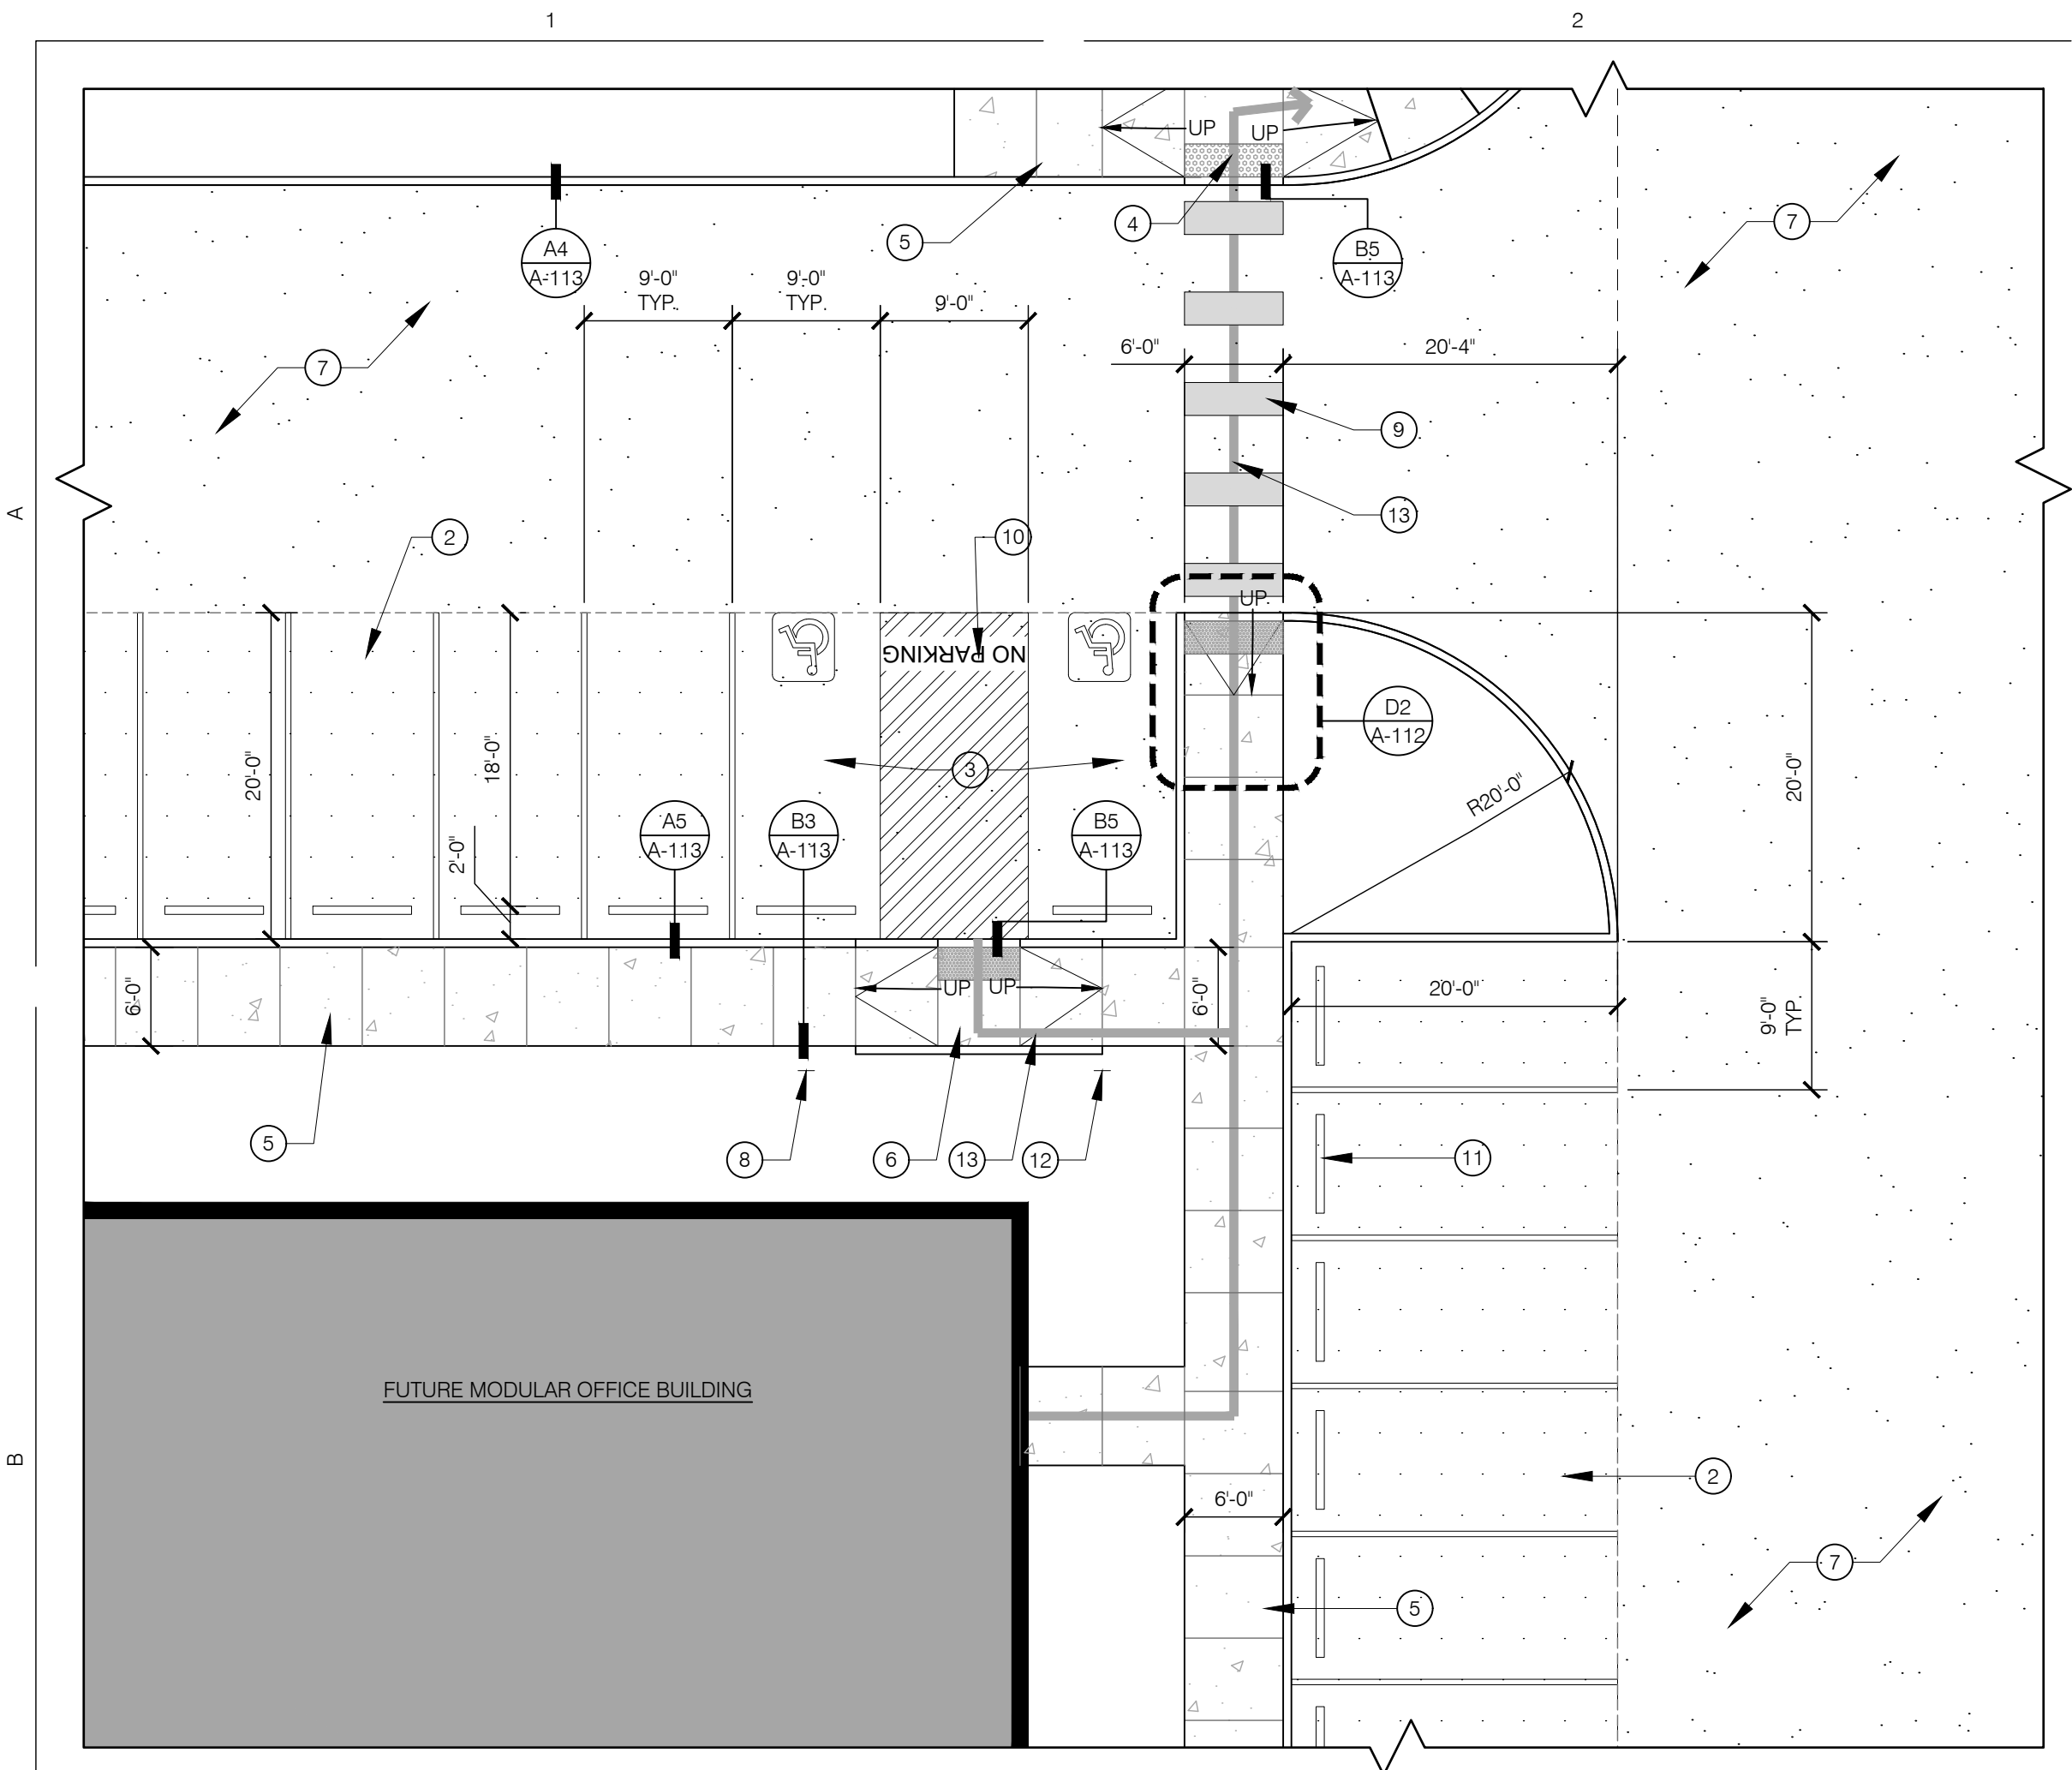 1
2
UP
UP
4
5
7
A4
A-113
B5
A-113
9'-0"
TYP.
9'-0"
TYP.
9'-0"
6'-0"
20'-4"
7
9
A
13
2
10
UP
NO PARKING
D2
A-112
20'-0"
18'-0"
3
20'-0"
R20'-0"
A5
A-113
B3
A-113
B5
A-113
2'-0"
6'-0"
UP
UP
6'-0"
20'-0"
9'-0"
TYP.
5
8
6
13
12
11
FUTURE MODULAR OFFICE BUILDING
B
2
6'-0"
7
5